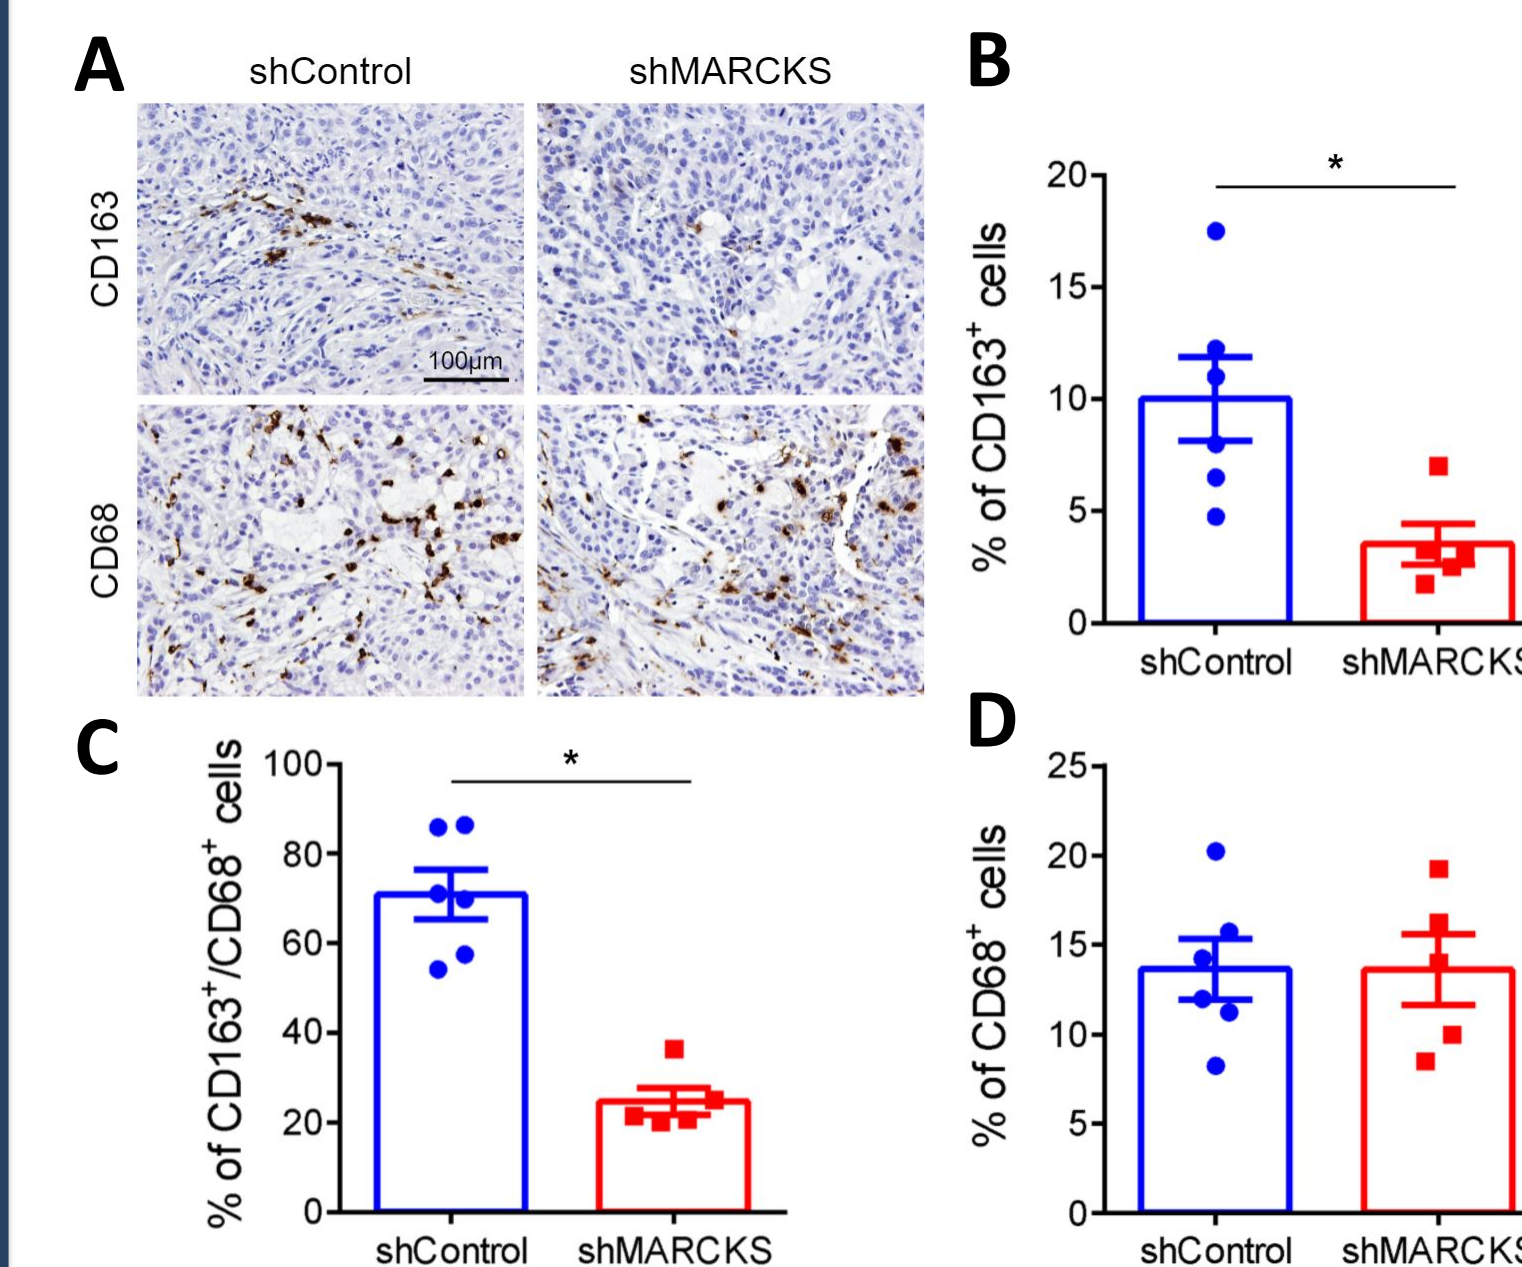 A
shControl
shMARCKS
CD163
100µm
CD68
B
% of CD163⁺ cells
20
15
10
5
0
*
shControl
shMARCKS
C
% of CD163⁺/CD68⁺ cells
100
80
60
40
20
0
*
shControl
shMARCKS
D
% of CD68⁺ cells
25
20
15
10
5
0
shControl
shMARCKS